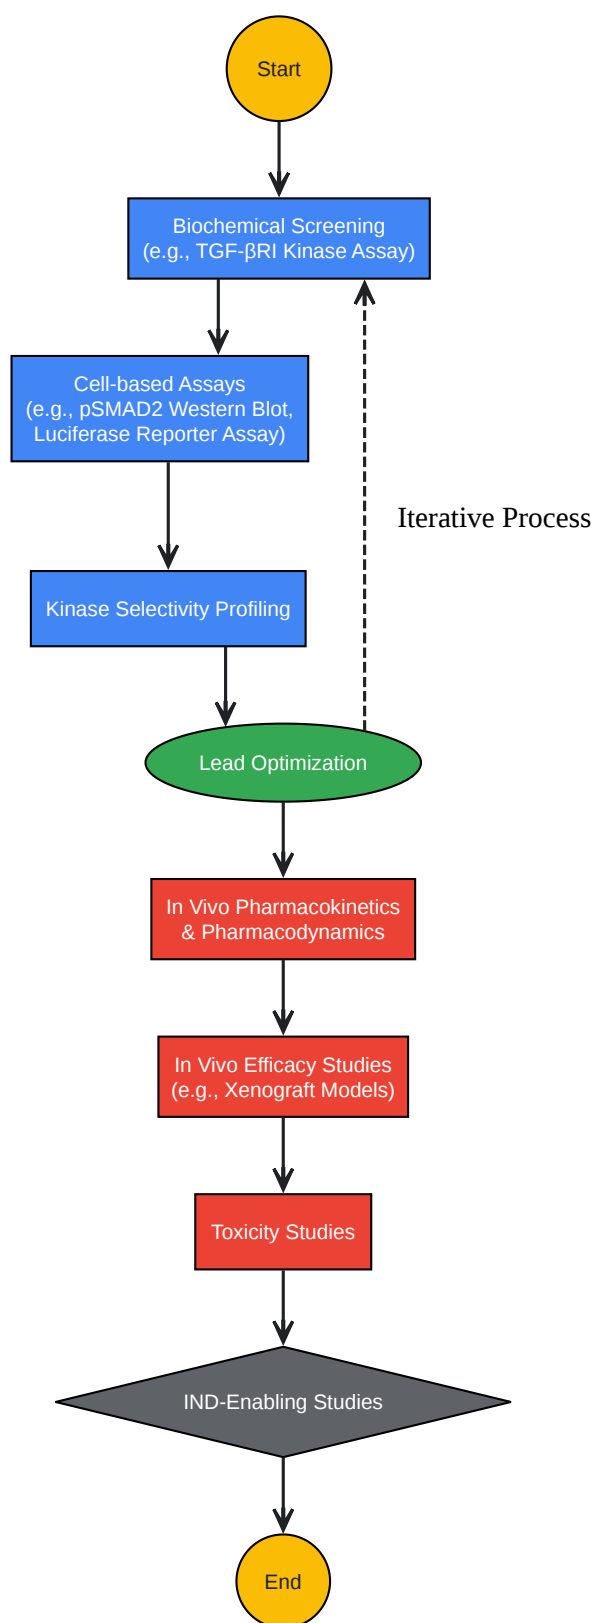 Start
Biochemical Screening
(e.g., TGF-βRI Kinase Assay)
Cell-based Assays
(e.g., pSMAD2 Western Blot,
Luciferase Reporter Assay)
Iterative Process
Kinase Selectivity Profiling
Lead Optimization
In Vivo Pharmacokinetics
& Pharmacodynamics
In Vivo Efficacy Studies
(e.g., Xenograft Models)
Toxicity Studies
IND-Enabling Studies
End